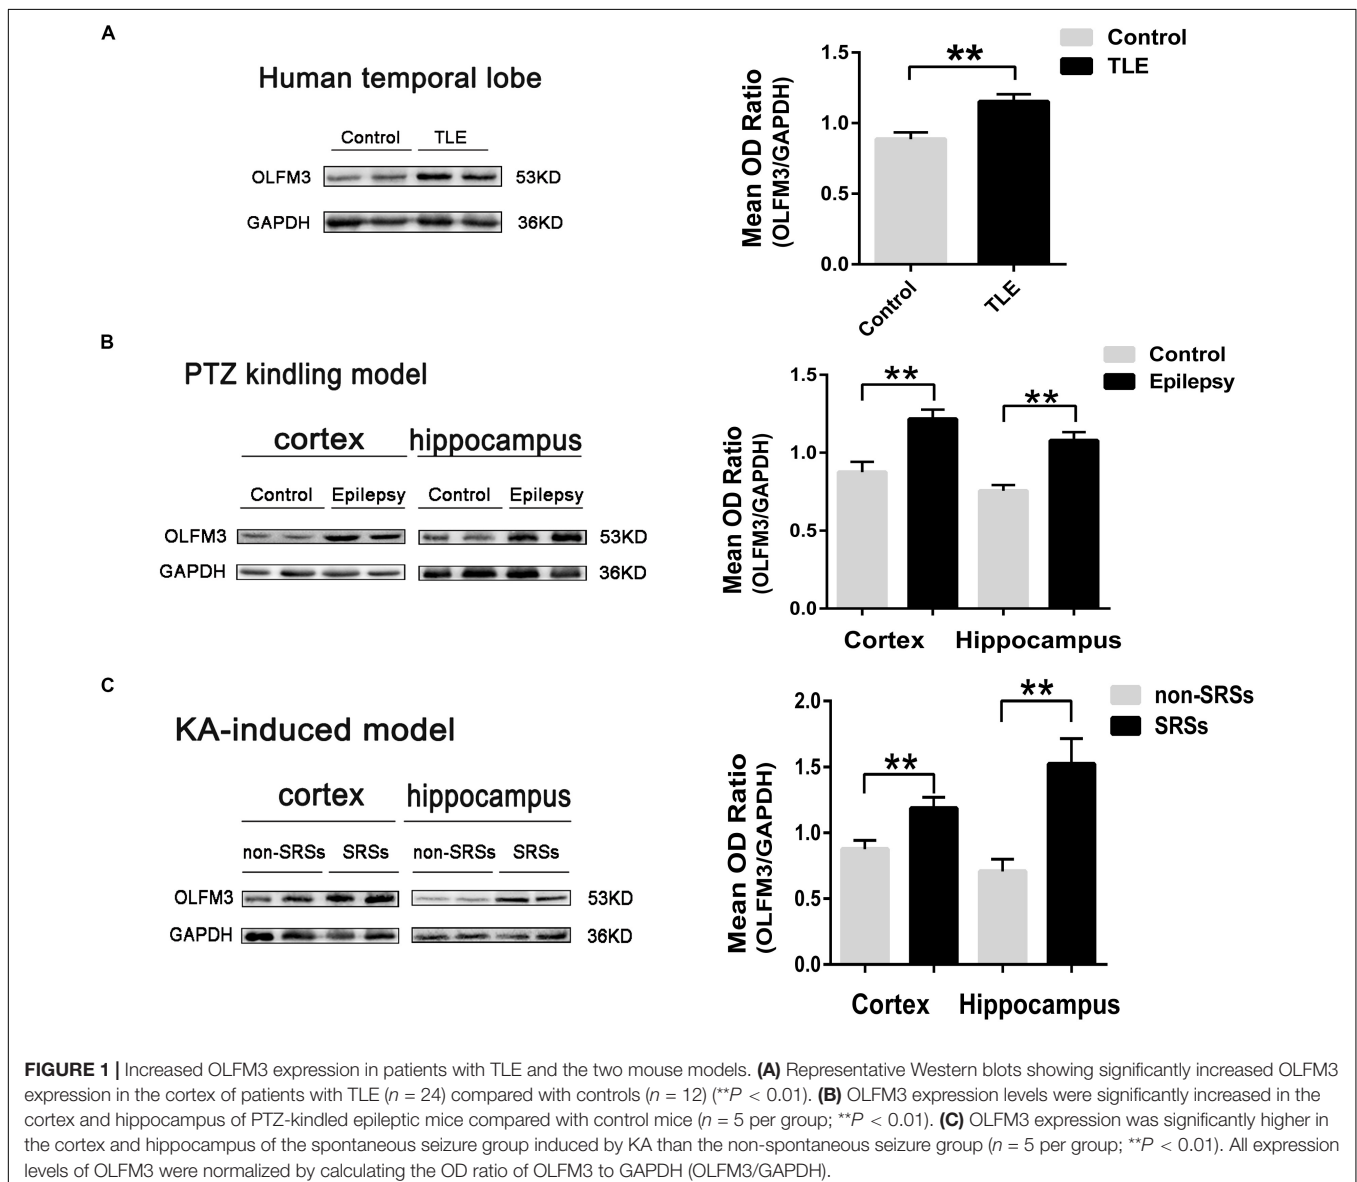 A
Human temporal lobe
Control TLE
OLFM3 53KD
GAPDH 36KD
Mean OD Ratio
(OLFM3/GAPDH)
1.5
1.0
0.5
0.0
**
Control
TLE
Control
TLE
B
PTZ kindling model
cortex hippocampus
Control Epilepsy Control Epilepsy
OLFM3 53KD
GAPDH 36KD
Mean OD Ratio
(OLFM3/GAPDH)
1.5
1.0
0.5
0.0
** **
Control
Epilepsy
Cortex Hippocampus
C
KA-induced model
cortex hippocampus
non-SRSs SRSs non-SRSs SRSs
OLFM3 53KD
GAPDH 36KD
Mean OD Ratio
(OLFM3/GAPDH)
2.0
1.5
1.0
0.5
0.0
** **
non-SRSs
SRSs
Cortex Hippocampus
FIGURE 1 | Increased OLFM3 expression in patients with TLE and the two mouse models. (A) Representative Western blots showing significantly increased OLFM3
expression in the cortex of patients with TLE (n = 24) compared with controls (n = 12) (**P < 0.01). (B) OLFM3 expression levels were significantly increased in the
cortex and hippocampus of PTZ-kindled epileptic mice compared with control mice (n = 5 per group; **P < 0.01). (C) OLFM3 expression was significantly higher in
the cortex and hippocampus of the spontaneous seizure group induced by KA than the non-spontaneous seizure group (n = 5 per group; **P < 0.01). All expression
levels of OLFM3 were normalized by calculating the OD ratio of OLFM3 to GAPDH (OLFM3/GAPDH).